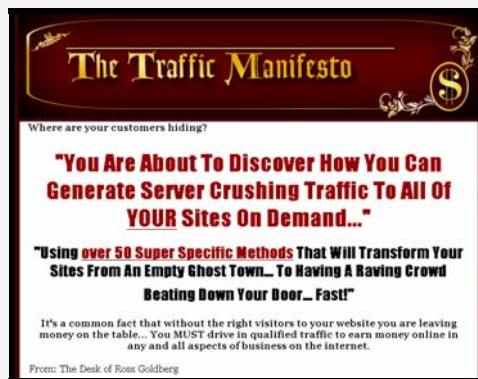 The Traffic Manifesto
$
Where are your customers hiding?
"You Are About To Discover How You Can
Generate Server Crushing Traffic To All Of
YOUR Sites On Demand..."
"Using over 50 Super Specific Methods That Will Transform Your
Sites From An Empty Ghost Town... To Having A Raving Crowd
Beating Down Your Door... Fast!"
It's a common fact that without the right visitors to your website you are leaving
money on the table... You MUST drive in qualified traffic to earn money online in
any and all aspects of business on the internet.
From: The Desk of Ross Goldberg